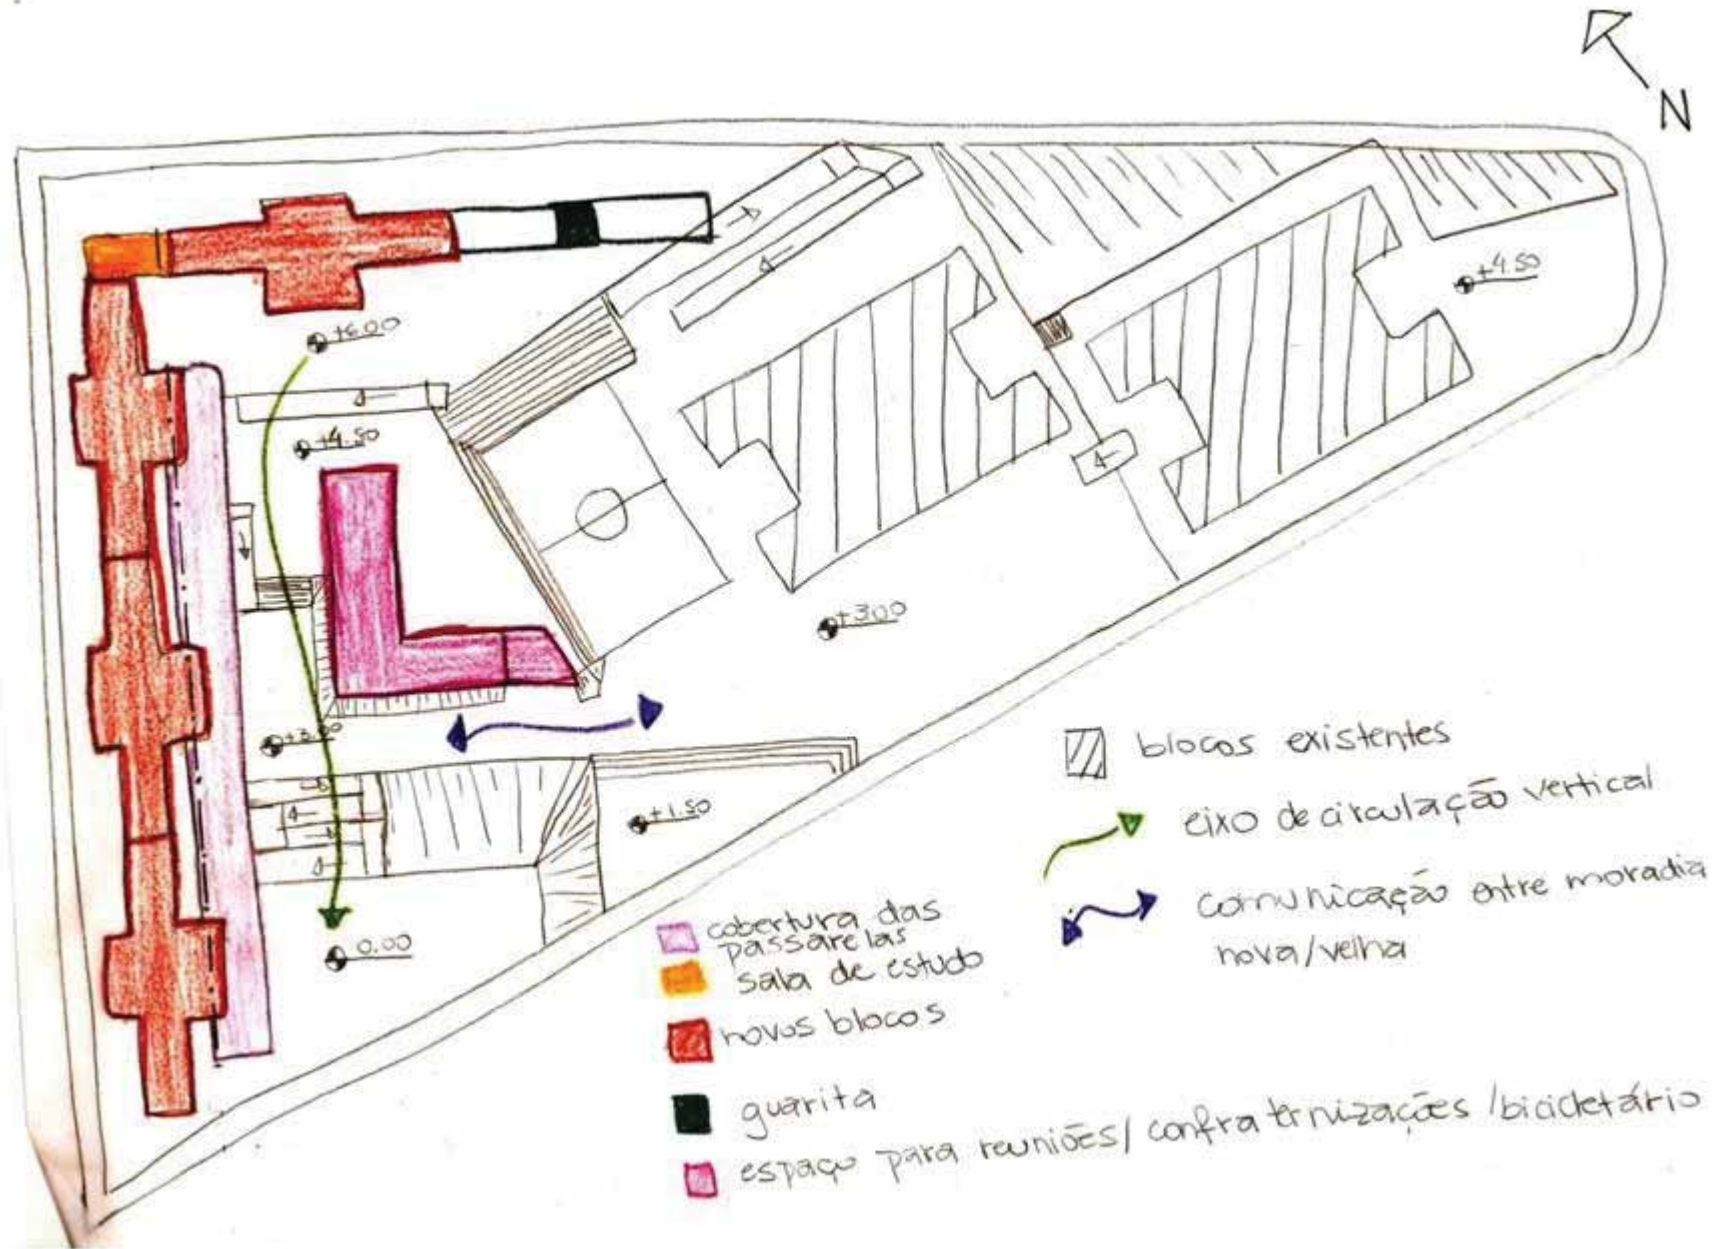 N
+6.00
+4.50
+4.50
+3.00
+3.00
+1.50
0.00
blocos existentes
eixo de circulação vertical
comunicação entre moradia
nova/velha
cobertura das
passarelas
sala de estudo
novos blocos
guarita
espaço para reuniões/confraternizações/bicicletário